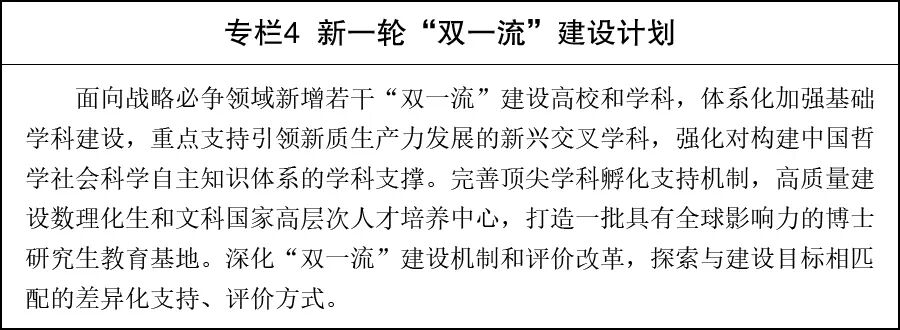 专栏4 新一轮“双一流”建设计划
面向战略必争领域新增若干“双一流”建设高校和学科，体系化加强基础
学科建设，重点支持引领新质生产力发展的新兴交叉学科，强化对构建中国哲
学社会科学自主知识体系的学科支撑。完善顶尖学科孵化支持机制，高质量建
设数理化生和文科国家高层次人才培养中心，打造一批具有全球影响力的博士
研究生教育基地。深化“双一流”建设机制和评价改革，探索与建设目标相匹
配的差异化支持、评价方式。